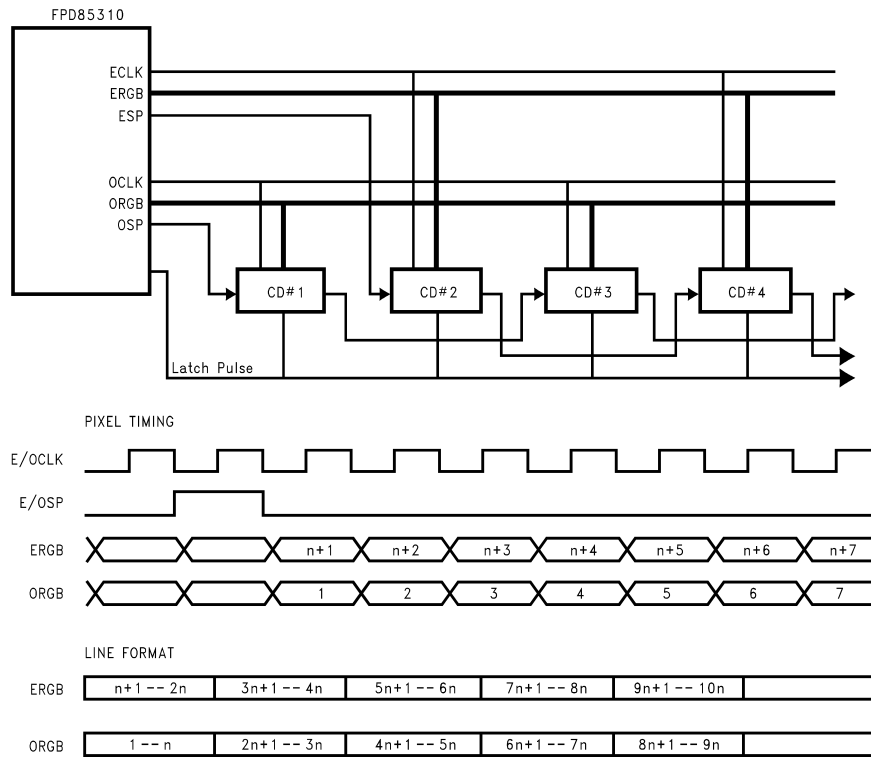 FPD85310
ECLK
ERGB
ESP
OCLK
ORGB
OSP
CD#1 CD#2 CD#3 CD#4
Latch Pulse
PIXEL TIMING
E/OCLK
E/OSP
ERGB n+1 n+2 n+3 n+4 n+5 n+6 n+7
ORGB 1 2 3 4 5 6 7
LINE FORMAT
ERGB n+1 -- 2n 3n+1 -- 4n 5n+1 -- 6n 7n+1 -- 8n 9n+1 -- 10n
ORGB 1 -- n 2n+1 -- 3n 4n+1 -- 5n 6n+1 -- 7n 8n+1 -- 9n